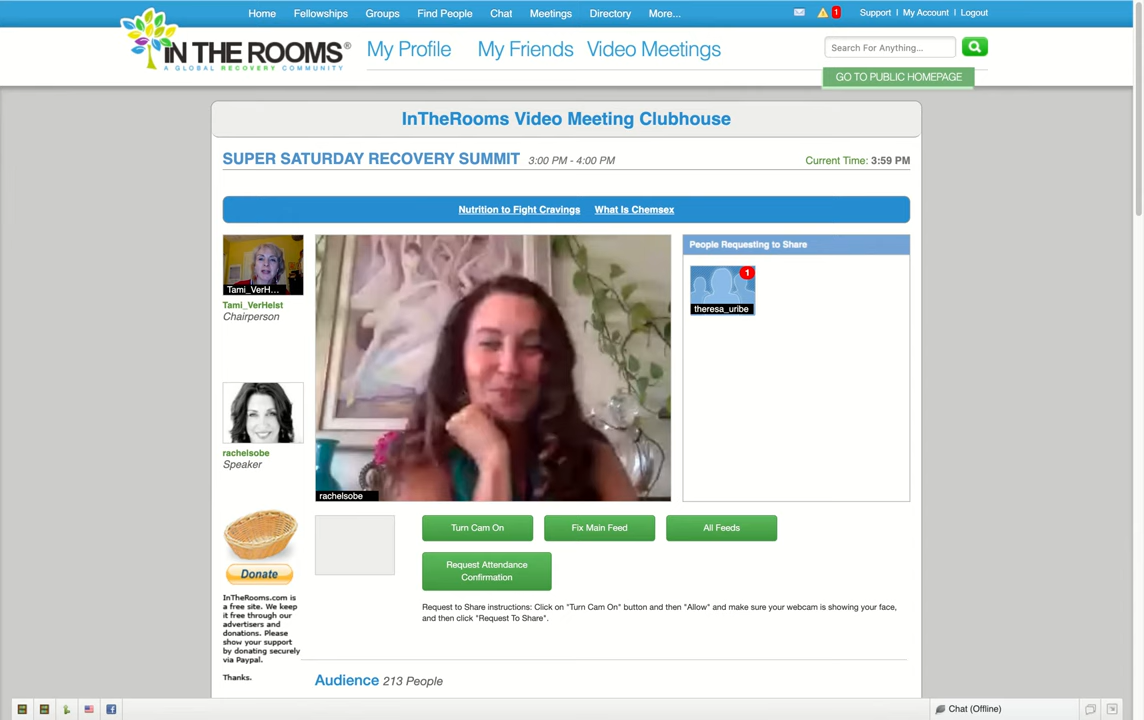 Home Fellowships Groups Find People Chat Meetings Directory More... 1 Support | My Account | Logout
IN THE ROOMS®
A GLOBAL RECOVERY COMMUNITY
My Profile My Friends Video Meetings
Search For Anything...
GO TO PUBLIC HOMEPAGE
InTheRooms Video Meeting Clubhouse
SUPER SATURDAY RECOVERY SUMMIT 3:00 PM - 4:00 PM Current Time: 3:59 PM
Nutrition to Fight Cravings What Is Chemsex
Tami_VerH...
Tami_VerHelst
Chairperson
rachelsobe
Speaker
rachelsobe
People Requesting to Share
1
theresa_uribe
Turn Cam On Fix Main Feed All Feeds
Request Attendance
Confirmation
Request to Share instructions: Click on "Turn Cam On" button and then "Allow" and make sure your webcam is showing your face,
and then click "Request To Share".
Donate
InTheRooms.com is
a free site. We keep
it free through our
advertisers and
donations. Please
show your support
by donating securely
via Paypal.
Thanks.
Audience 213 People
Chat (Offline)